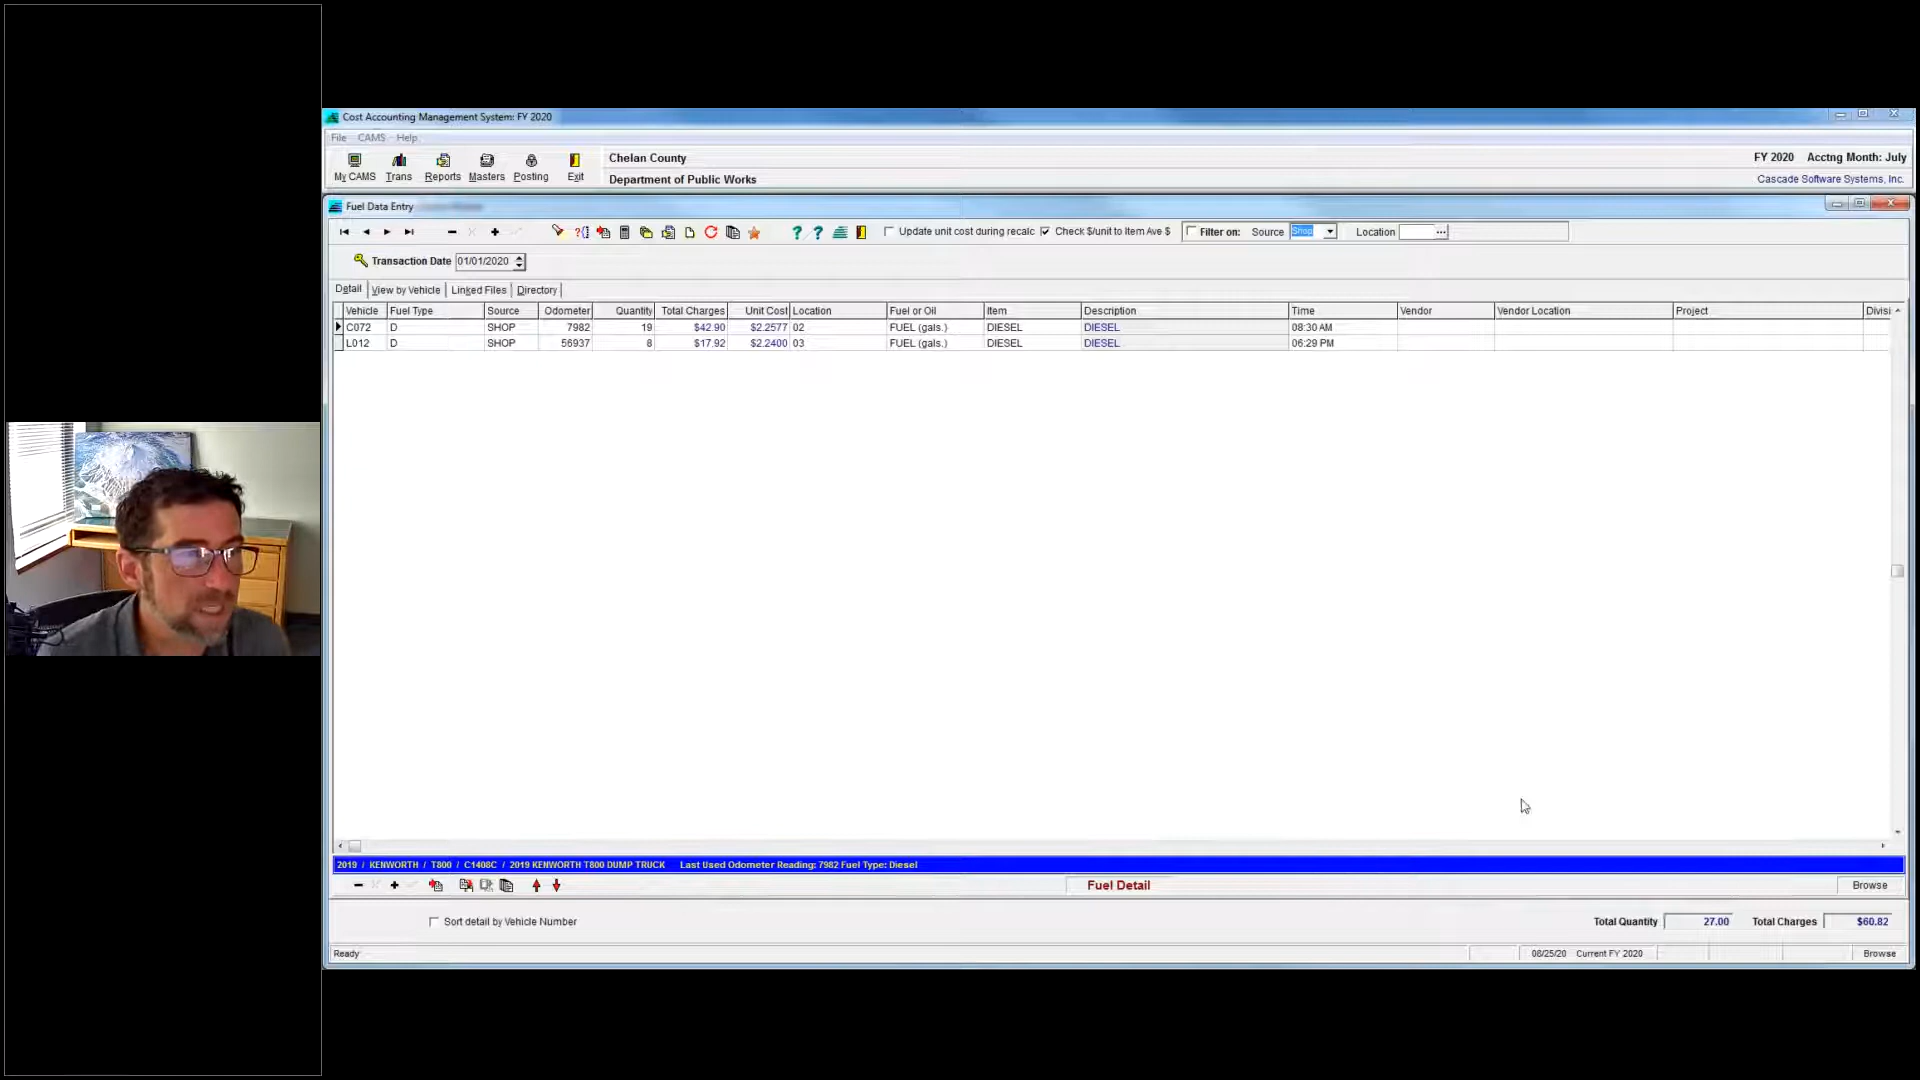 Cost Accounting Management System: FY 2020
File CAMS Help
My CAMS Trans Reports Masters Posting Exit
Chelan County
Department of Public Works
FY 2020 Acctng Month: July
Cascade Software Systems, Inc.
Fuel Data Entry
Update unit cost during recalc Check $/unit to Item Ave $ Filter on: Source Shop Location ...
Transaction Date 01/01/2020
Detail View by Vehicle Linked Files Directory
Vehicle Fuel Type Source Odometer Quantity Total Charges Unit Cost Location Fuel or Oil Item Description Time Vendor Vendor Location Project Divisi
C072 D SHOP 7982 19 $42.90 $2.2577 02 FUEL (gals.) DIESEL DIESEL 08:30 AM
L012 D SHOP 56937 8 $17.92 $2.2400 03 FUEL (gals.) DIESEL DIESEL 06:29 PM
2019 / KENWORTH / T800 / C1408C / 2019 KENWORTH T800 DUMP TRUCK Last Used Odometer Reading: 7982 Fuel Type: Diesel
Fuel Detail
Browse
Sort detail by Vehicle Number
Total Quantity 27.00 Total Charges $60.82
Ready
08/25/20 Current FY 2020
Browse